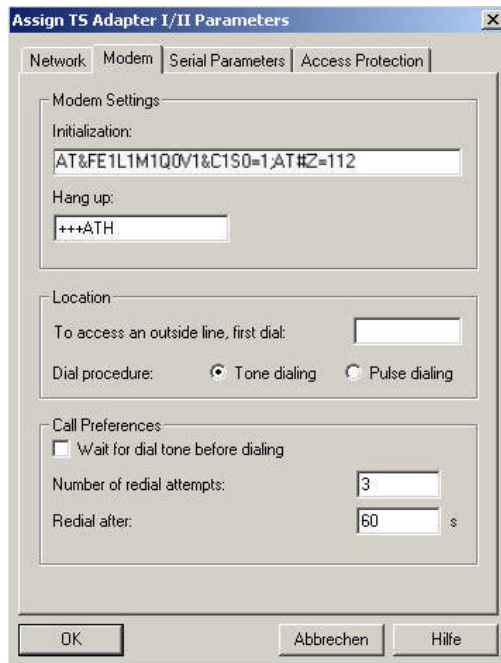 Assign TS Adapter I/II Parameters
Network Modem Serial Parameters Access Protection
Modem Settings
Initialization:
AT&FE1L1M1Q0V1&C1S0=1;AT#Z=112
Hang up:
+++ATH
Location
To access an outside line, first dial:
Dial procedure: Tone dialing Pulse dialing
Call Preferences
Wait for dial tone before dialing
Number of redial attempts: 3
Redial after: 60 s
OK Abbrechen Hilfe